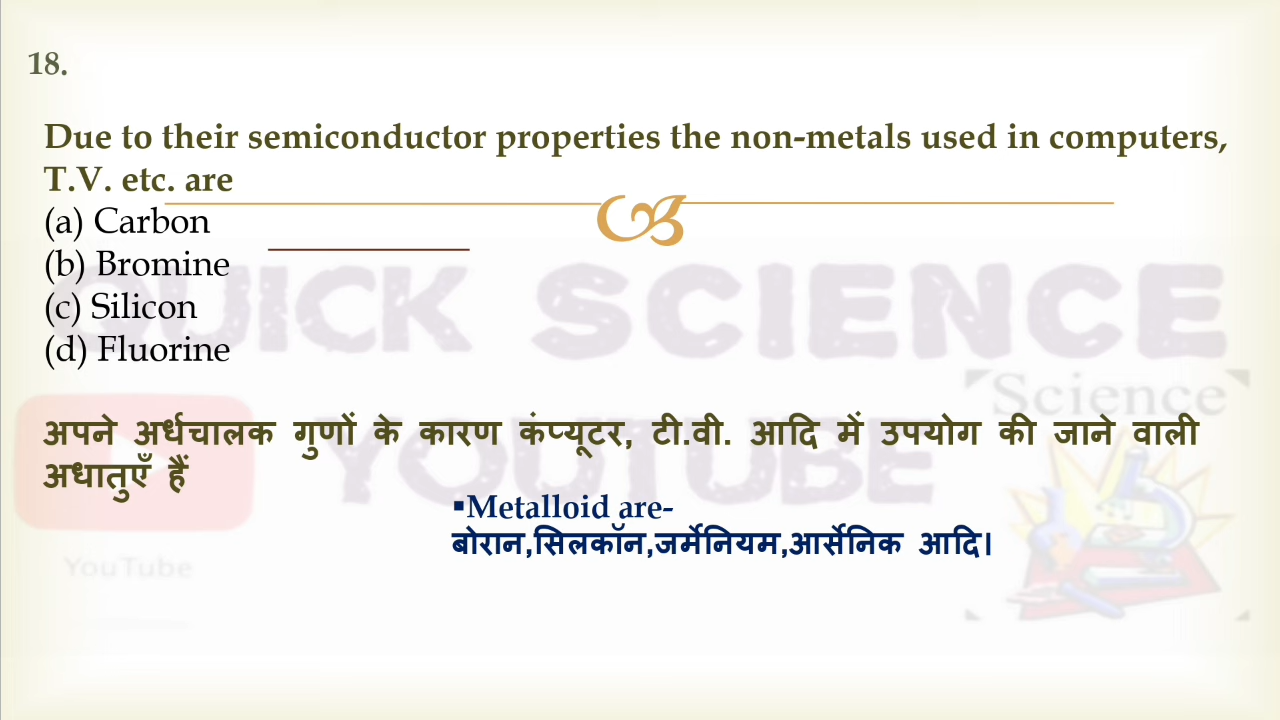 18.
Due to their semiconductor properties the non-metals used in computers,
T.V. etc. are
(a) Carbon
(b) Bromine
(c) Silicon
(d) Fluorine
QUICK SCIENCE
Science
अपने अर्धचालक गुणों के कारण कंप्यूटर, टी.वी. आदि में उपयोग की जाने वाली
अधातुएँ हैं
YOUTUBE
▪Metalloid are-
बोरान,सिलकॉन,जर्मेनियम,आर्सेनिक आदि।
YouTube